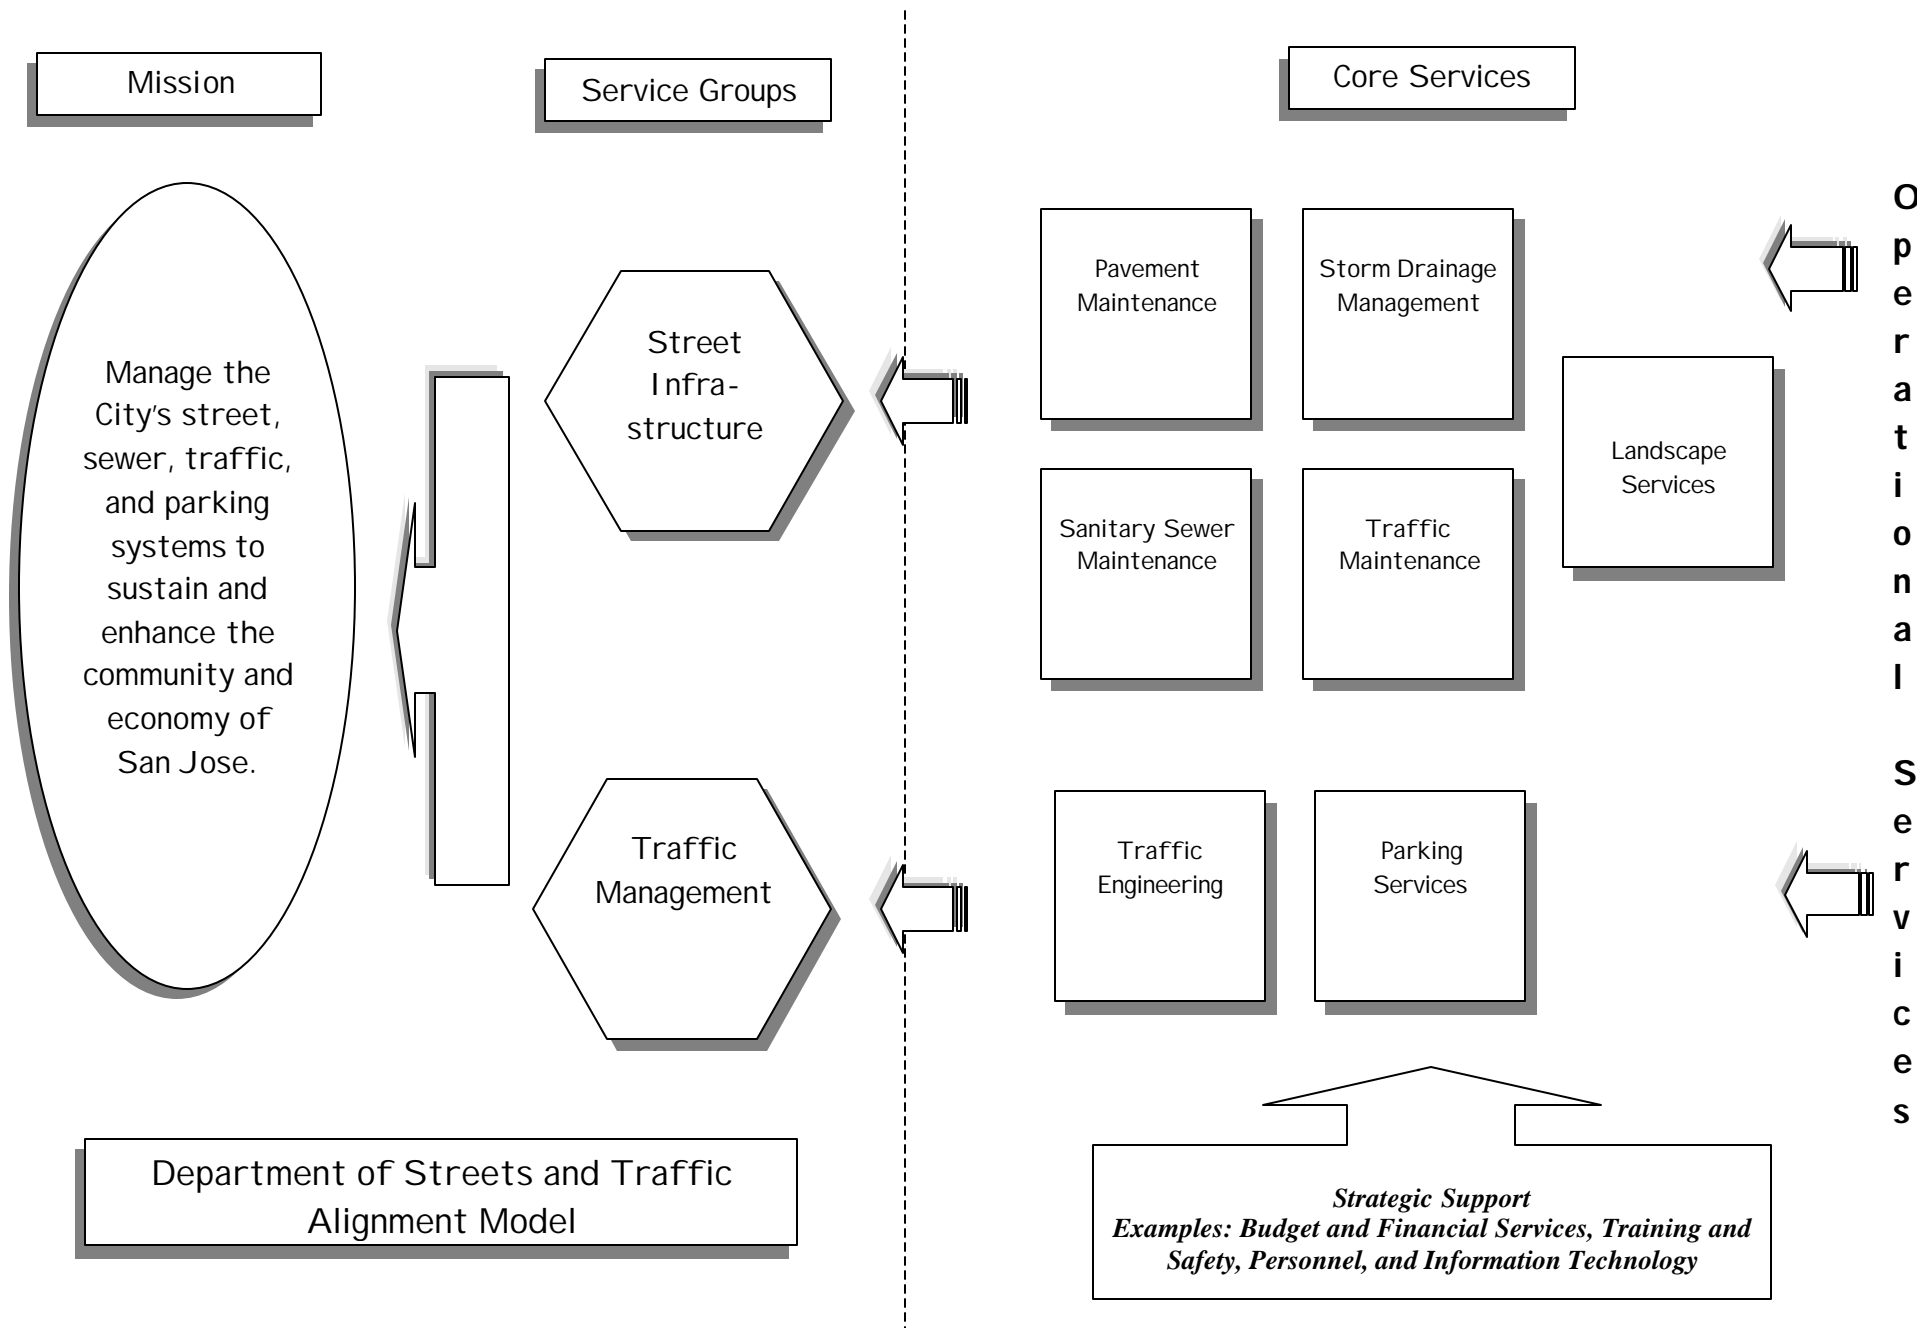 Mission
Service Groups
Core Services
Manage the
City's street,
sewer, traffic,
and parking
systems to
sustain and
enhance the
community and
economy of
San Jose.
Street
Infra-
structure
Traffic
Management
Pavement
Maintenance
Storm Drainage
Management
Landscape
Services
Sanitary Sewer
Maintenance
Traffic
Maintenance
Traffic
Engineering
Parking
Services
Operational
Services
Department of Streets and Traffic
Alignment Model
Strategic Support
Examples: Budget and Financial Services, Training and
Safety, Personnel, and Information Technology